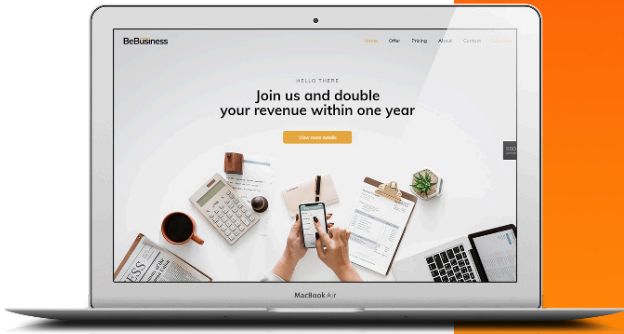 BeBusiness
Home Offer Pricing About Contact
HELLO THERE
Join us and double
your revenue within one year
View more details
MacBook Air